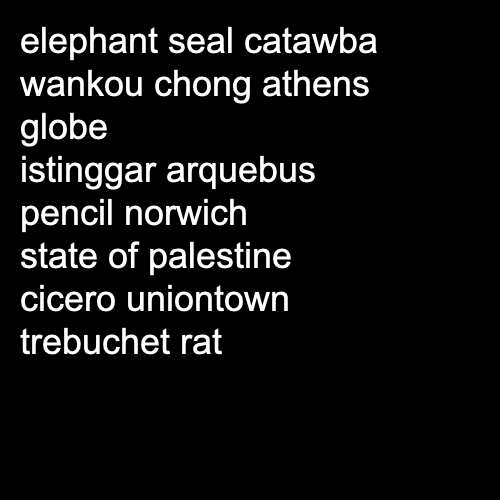 elephant seal catawba
wankou chong athens
globe
istinggar arquebus
pencil norwich
state of palestine
cicero uniontown
trebuchet rat